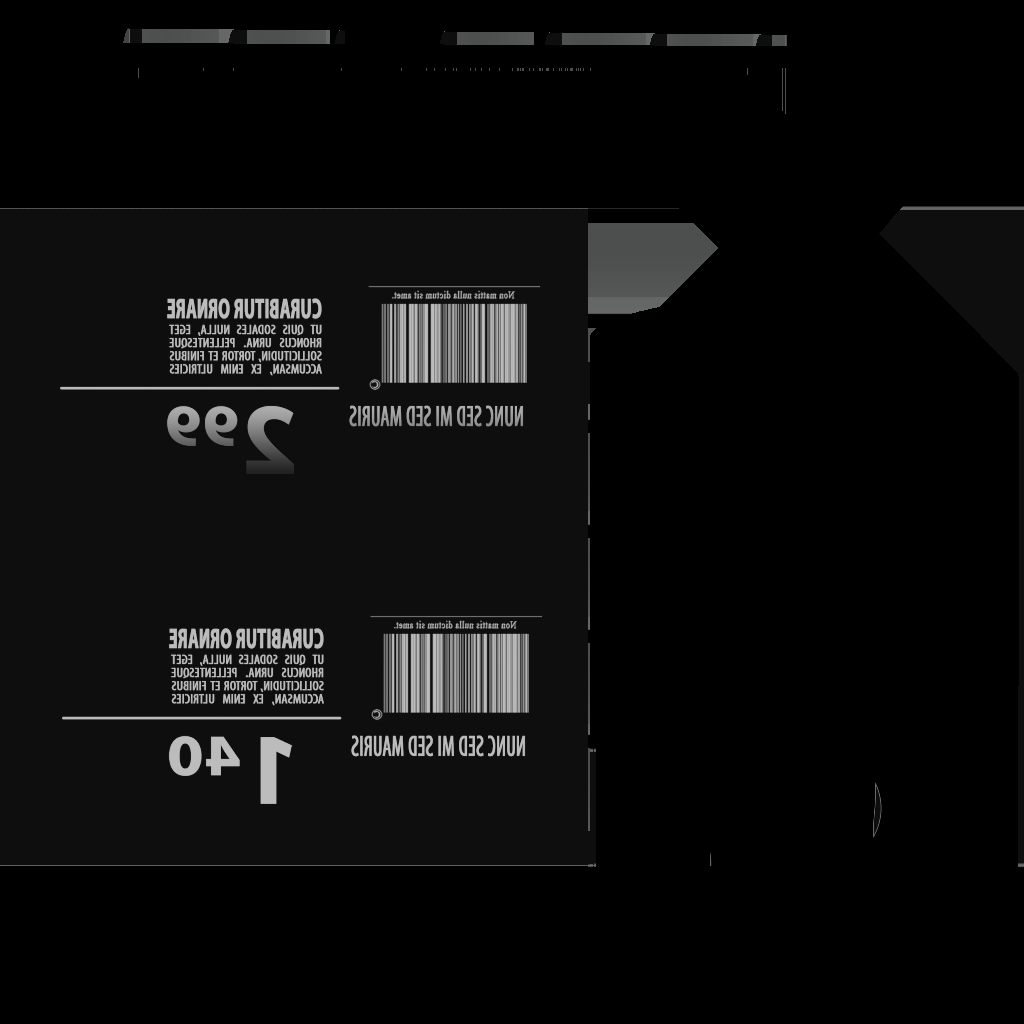 CURABITUR ORNARE
UT QUIS SODALES NULLA, EGET
RHONCUS URNA. PELLENTESQUE
SOLLICITUDIN, TORTOR ET FINIBUS
ACCUMSAN, EX ENIM ULTRICIES
2 99
Non mattis nulla dictum sit amet.
©
NUNC SED MI SED MAURIS
CURABITUR ORNARE
UT QUIS SODALES NULLA, EGET
RHONCUS URNA. PELLENTESQUE
SOLLICITUDIN, TORTOR ET FINIBUS
ACCUMSAN, EX ENIM ULTRICIES
1 40
Non mattis nulla dictum sit amet.
©
NUNC SED MI SED MAURIS